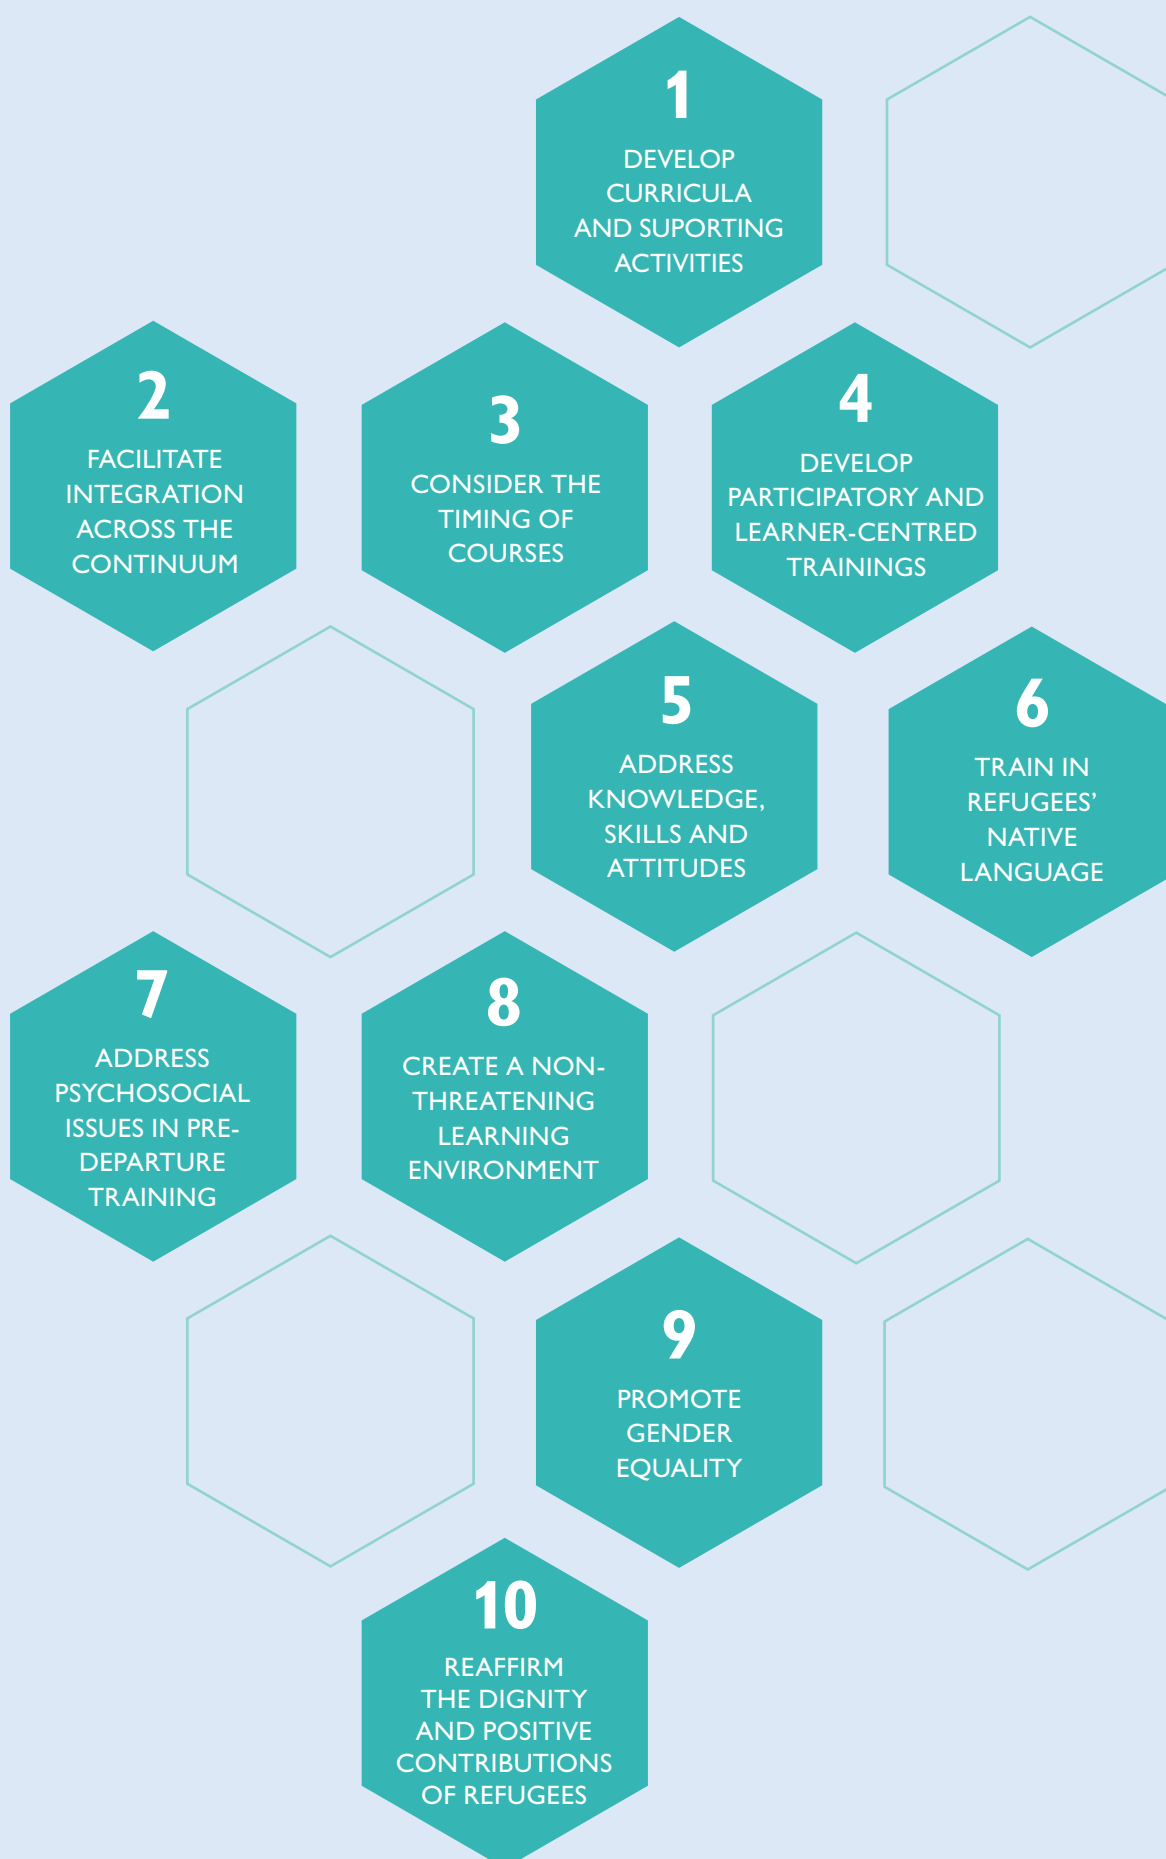 1
DEVELOP
CURRICULA
AND SUPORTING
ACTIVITIES
2
FACILITATE
INTEGRATION
ACROSS THE
CONTINUUM
3
CONSIDER THE
TIMING OF
COURSES
4
DEVELOP
PARTICIPATORY AND
LEARNER-CENTRED
TRAININGS
5
ADDRESS
KNOWLEDGE,
SKILLS AND
ATTITUDES
6
TRAIN IN
REFUGEES’
NATIVE
LANGUAGE
7
ADDRESS
PSYCHOSOCIAL
ISSUES IN PRE-
DEPARTURE
TRAINING
8
CREATE A NON-
THREATENING
LEARNING
ENVIRONMENT
9
PROMOTE
GENDER
EQUALITY
10
REAFFIRM
THE DIGNITY
AND POSITIVE
CONTRIBUTIONS
OF REFUGEES